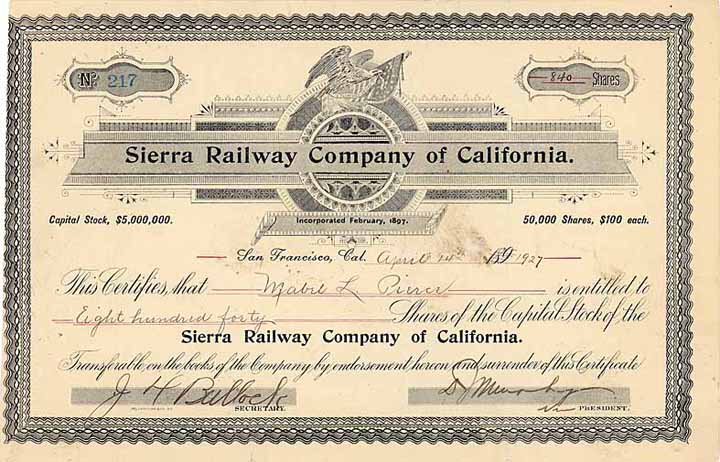 No 217
840 Shares
Sierra Railway Company of California.
Capital Stock, $5,000,000.
Incorporated February, 1897.
50,000 Shares, $100 each.
San Francisco, Cal. April 14th 1927
This Certifies, that Mabel L Pierce is entitled to
Eight hundred forty Shares of the Capital Stock of the
Sierra Railway Company of California.
Transferable on the books of the Company by endorsement hereon and surrender of this Certificate
J H Bullock
SECRETARY.
PRESIDENT.